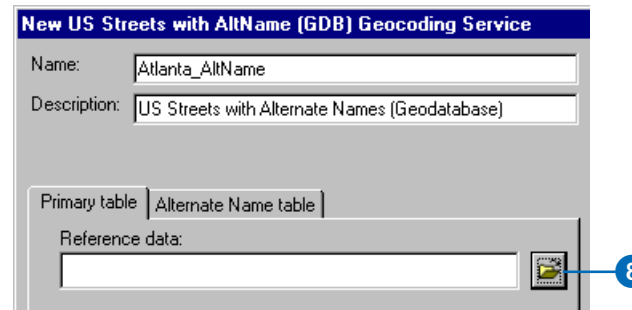 New US Streets with AltName (GDB) Geocoding Service
Name: Atlanta_AltName
Description: US Streets with Alternate Names (Geodatabase)
Primary table Alternate Name table
Reference data:
8